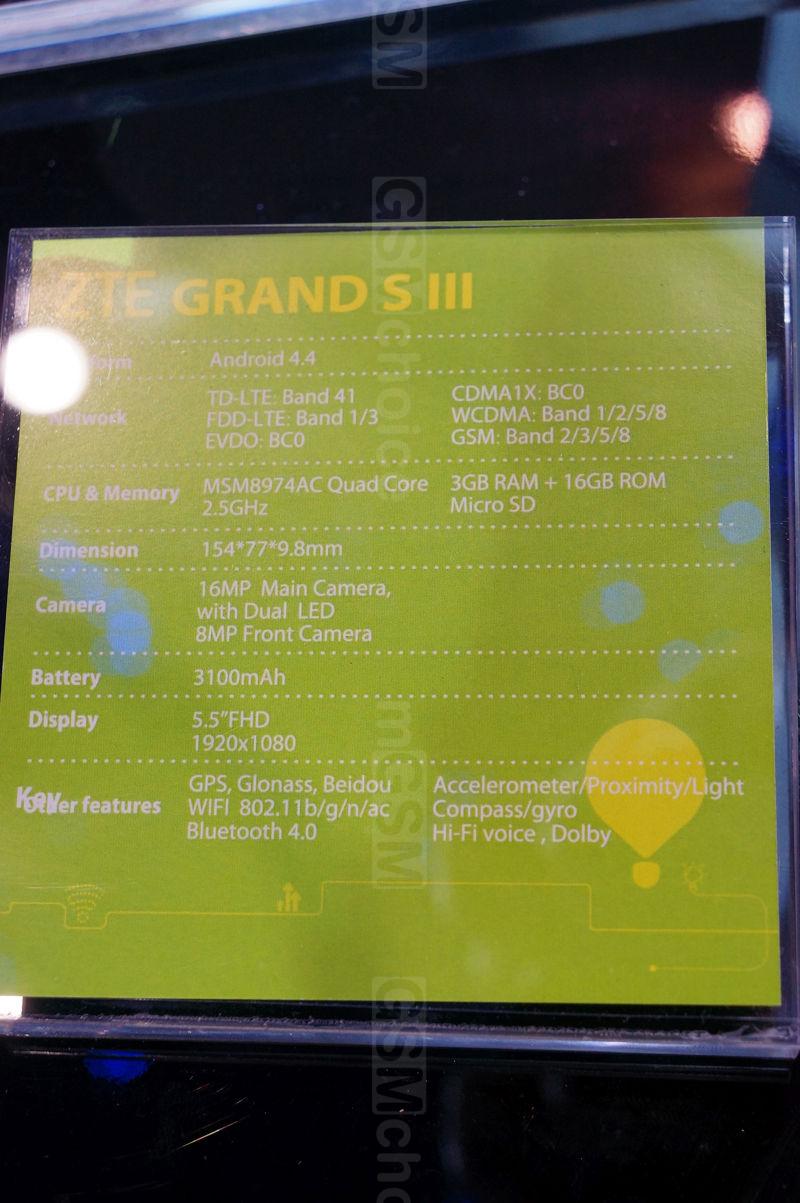 ZTE GRAND S III
Android 4.4
Network
TD-LTE: Band 41
FDD-LTE: Band 1/3
EVDO: BC0
CDMA1X: BC0
WCDMA: Band 1/2/5/8
GSM: Band 2/3/5/8
CPU & Memory
MSM8974AC Quad Core
2.5GHz
3GB RAM + 16GB ROM
Micro SD
Dimension
154*77*9.8mm
Camera
16MP Main Camera,
with Dual LED
8MP Front Camera
Battery
3100mAh
Display
5.5"FHD
1920x1080
Key
Other features
GPS, Glonass, Beidou
WIFI 802.11b/g/n/ac
Bluetooth 4.0
Accelerometer/Proximity/Light
Compass/gyro
Hi-Fi voice , Dolby
GSMchoice.com